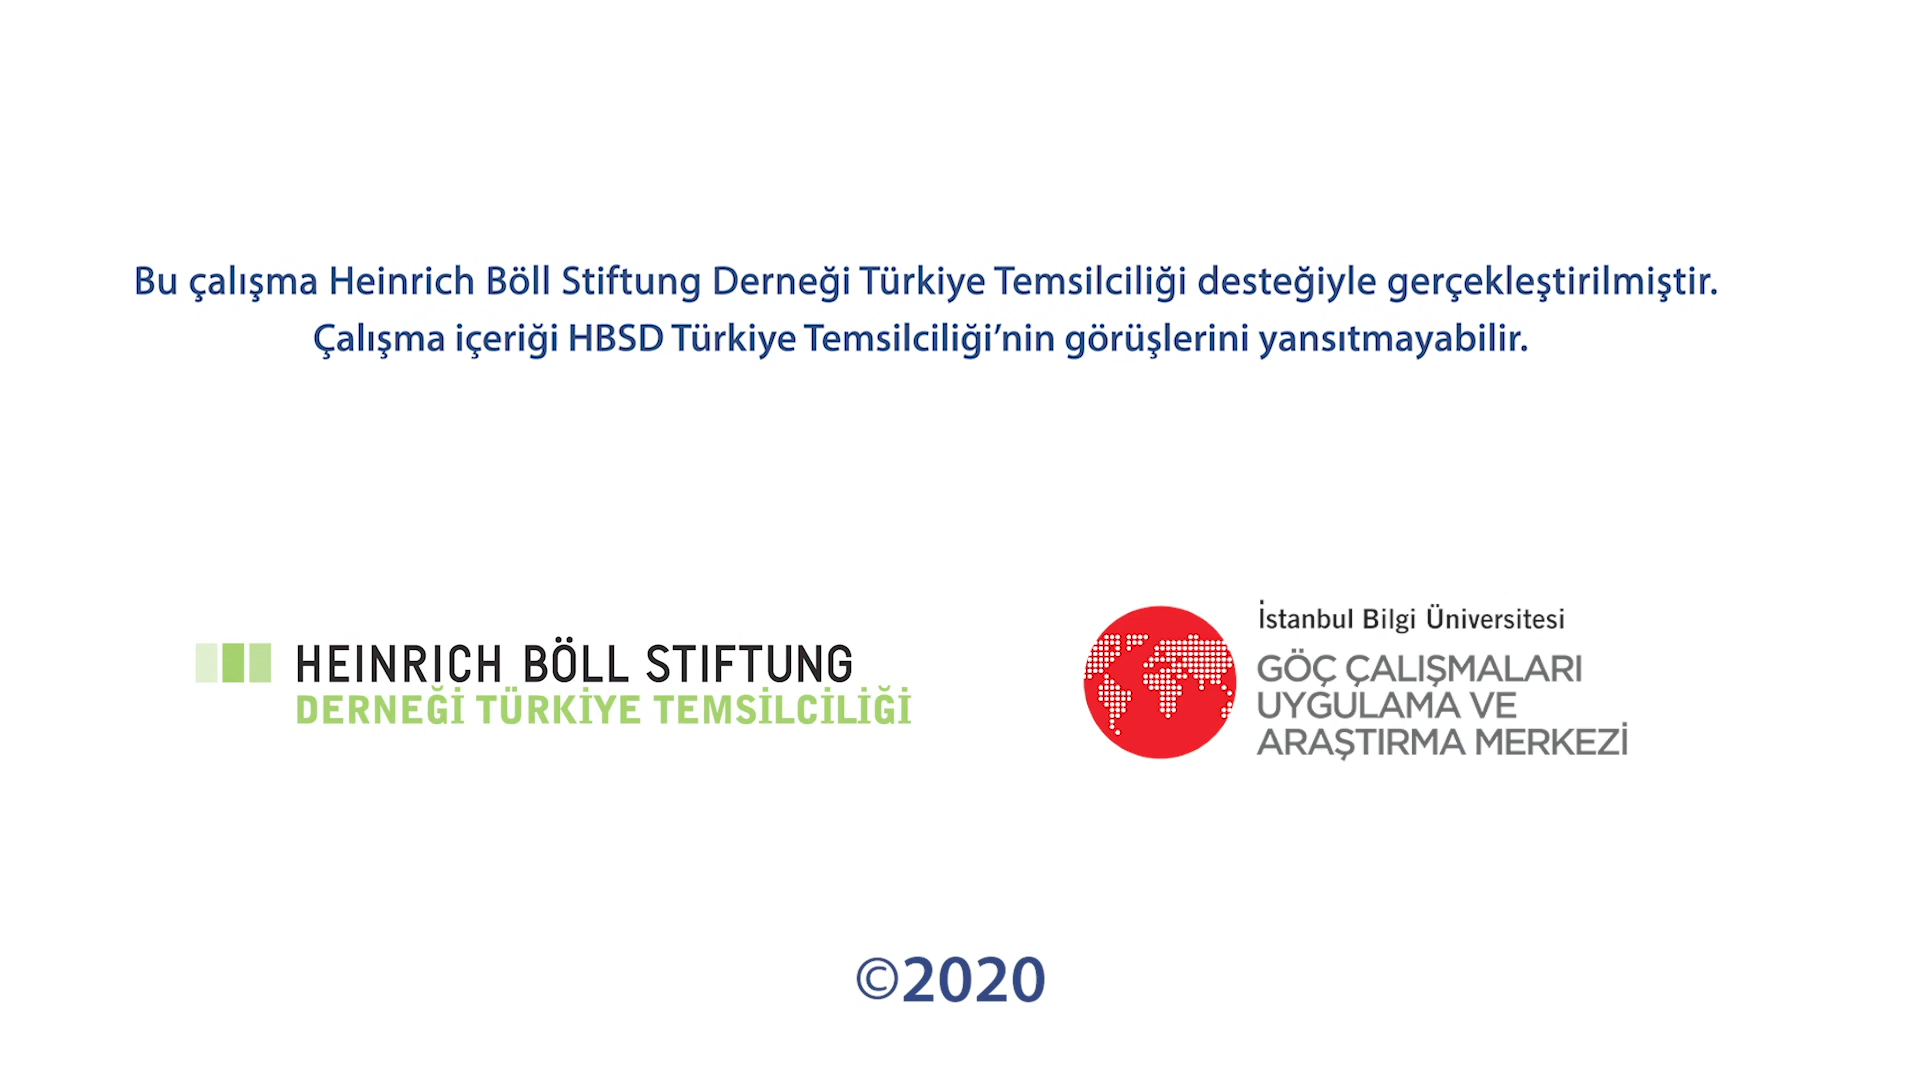 Bu çalışma Heinrich Böll Stiftung Derneği Türkiye Temsilciliği desteğiyle gerçekleştirilmiştir.
Çalışma içeriği HBSD Türkiye Temsilciliği’nin görüşlerini yansıtmayabilir.
HEINRICH BÖLL STIFTUNG
DERNEĞİ TÜRKİYE TEMSİLCİLİĞİ
İstanbul Bilgi Üniversitesi
GÖÇ ÇALIŞMALARI
UYGULAMA VE
ARAŞTIRMA MERKEZİ
©2020